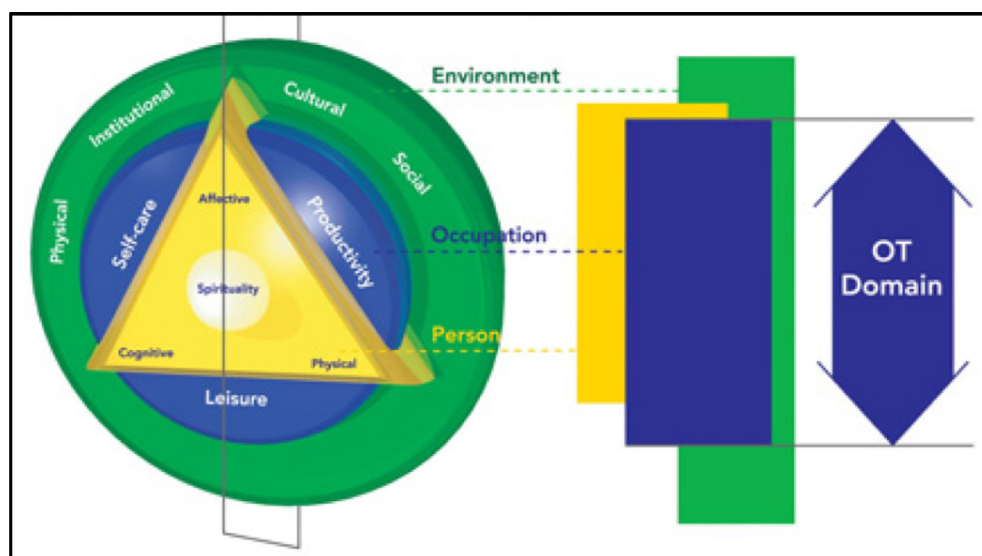 Physical
Institutional
Cultural
Social
Self-care
Productivity
Leisure
Affective
Spirituality
Cognitive
Physical
Environment
Occupation
Person
OT
Domain